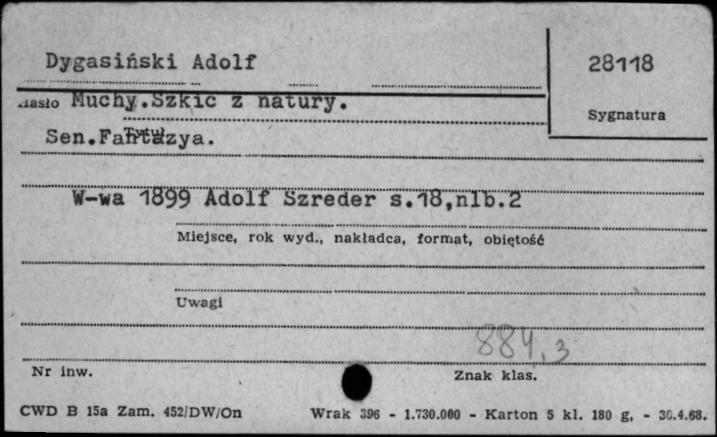 Dygasiński Adolf
28118
Hasło Muchy.Szkic z natury.
Sygnatura
Tytuł
Sen.Fantazya.
W-wa 1899 Adolf Szreder s.18,nlb.2
Miejsce, rok wyd., nakładca, format, objętość
Uwagi
884.3
Nr inw.
Znak klas.
CWD B 15a Zam. 452/DW/On Wrak 396 - 1.730.000 - Karton 5 kl. 180 g, - 30.4.68.